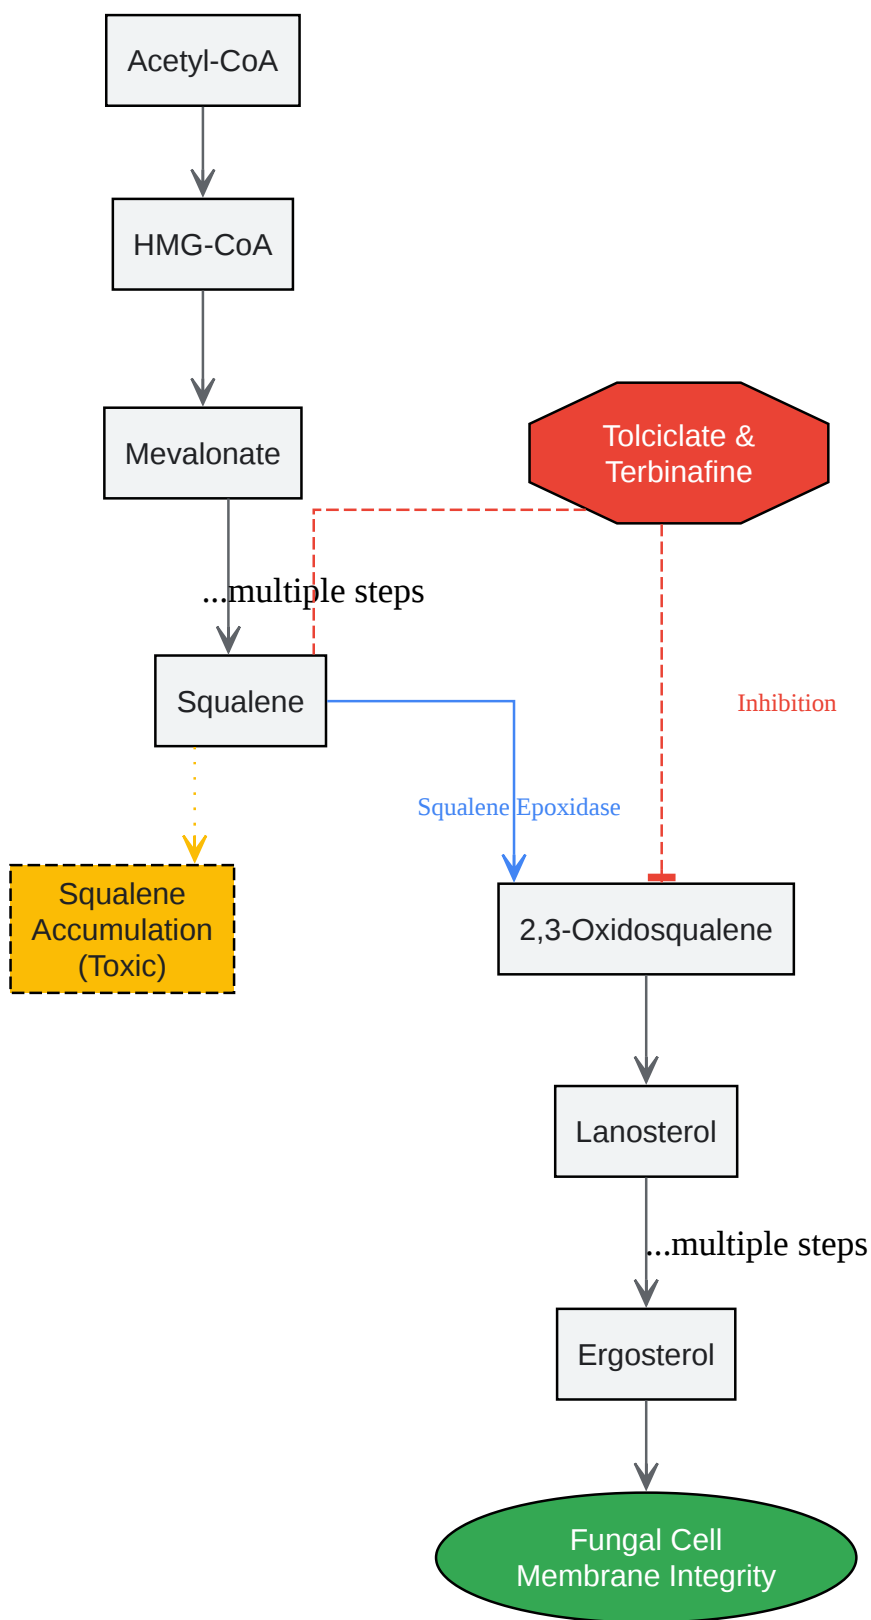 Acetyl-CoA
HMG-CoA
Mevalonate
Tolciclate &
Terbinafine
...multiple steps
Squalene
Inhibition
Squalene Epoxidase
Squalene
Accumulation
(Toxic)
2,3-Oxidosqualene
Lanosterol
...multiple steps
Ergosterol
Fungal Cell
Membrane Integrity